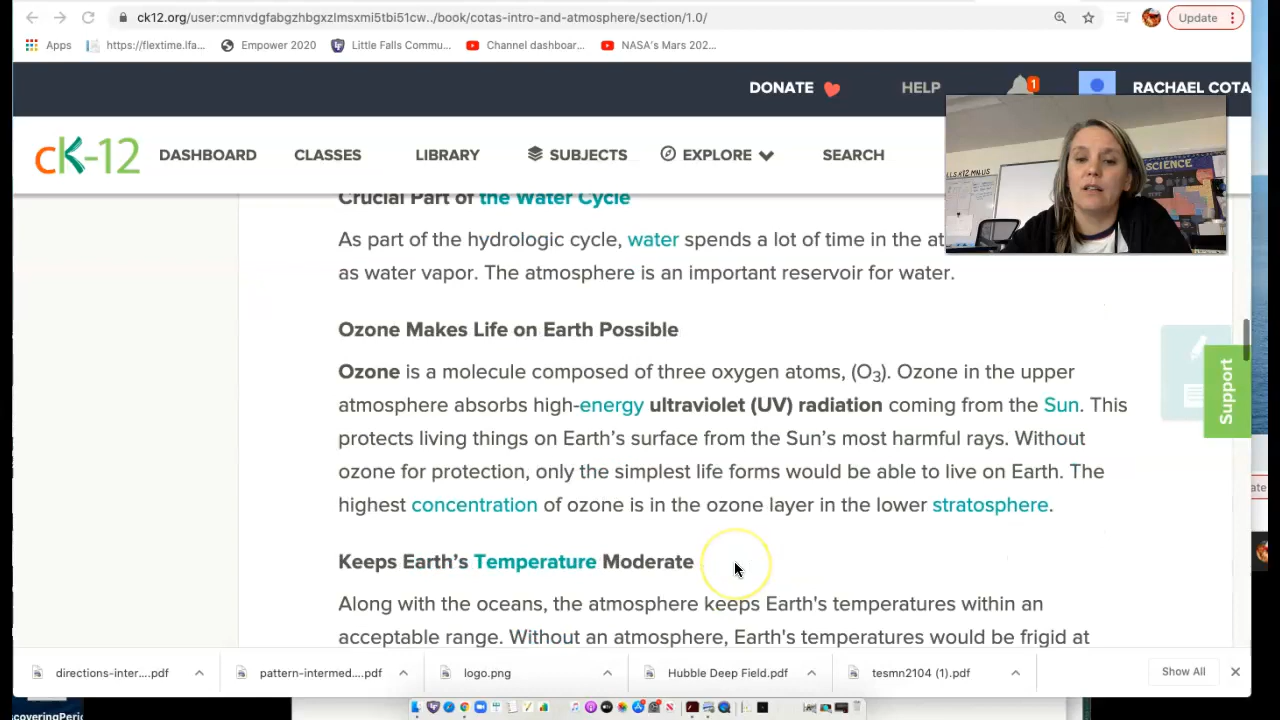 ck12.org/user:cmnvdgfabgzhbgxzlmsxmi5tbi51cw../book/cotas-intro-and-atmosphere/section/1.0/
Update
Apps
https://flextime.lfa...
Empower 2020
Little Falls Commu...
Channel dashboar...
NASA's Mars 202...
DONATE
HELP
1
RACHAEL COTA
cK-12
DASHBOARD
CLASSES
LIBRARY
SUBJECTS
EXPLORE
SEARCH
SCIENCE
Crucial Part of the Water Cycle
As part of the hydrologic cycle, water spends a lot of time in the at
as water vapor. The atmosphere is an important reservoir for water.
Ozone Makes Life on Earth Possible
Ozone is a molecule composed of three oxygen atoms, (O3). Ozone in the upper
atmosphere absorbs high-energy ultraviolet (UV) radiation coming from the Sun. This
protects living things on Earth's surface from the Sun's most harmful rays. Without
ozone for protection, only the simplest life forms would be able to live on Earth. The
highest concentration of ozone is in the ozone layer in the lower stratosphere.
Support
Keeps Earth's Temperature Moderate
Along with the oceans, the atmosphere keeps Earth's temperatures within an
acceptable range. Without an atmosphere, Earth's temperatures would be frigid at
directions-inter....pdf
pattern-intermed....pdf
logo.png
Hubble Deep Field.pdf
tesmn2104 (1).pdf
Show All